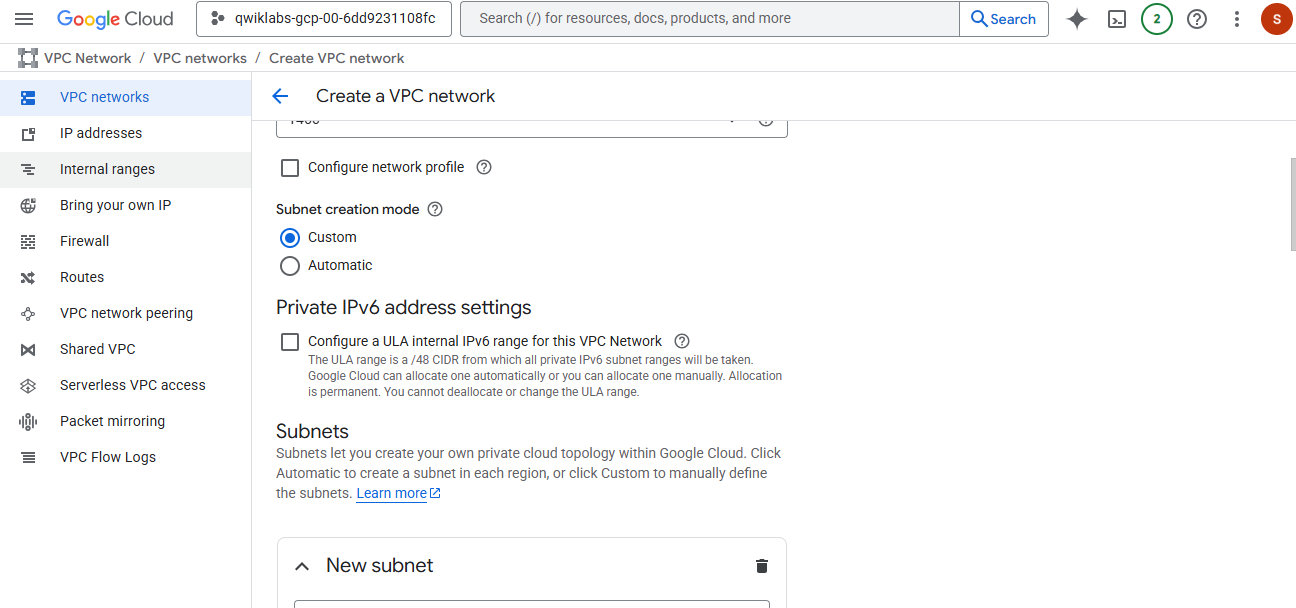 Google Cloud
qwiklabs-gcp-00-6dd9231108fc
Search (/) for resources, docs, products, and more
Search
2
S
VPC Network / VPC networks / Create VPC network
VPC networks
IP addresses
Internal ranges
Bring your own IP
Firewall
Routes
VPC network peering
Shared VPC
Serverless VPC access
Packet mirroring
VPC Flow Logs
Create a VPC network
Configure network profile
Subnet creation mode
Custom
Automatic
Private IPv6 address settings
Configure a ULA internal IPv6 range for this VPC Network
The ULA range is a /48 CIDR from which all private IPv6 subnet ranges will be taken.
Google Cloud can allocate one automatically or you can allocate one manually. Allocation
is permanent. You cannot deallocate or change the ULA range.
Subnets
Subnets let you create your own private cloud topology within Google Cloud. Click
Automatic to create a subnet in each region, or click Custom to manually define
the subnets. Learn more
New subnet